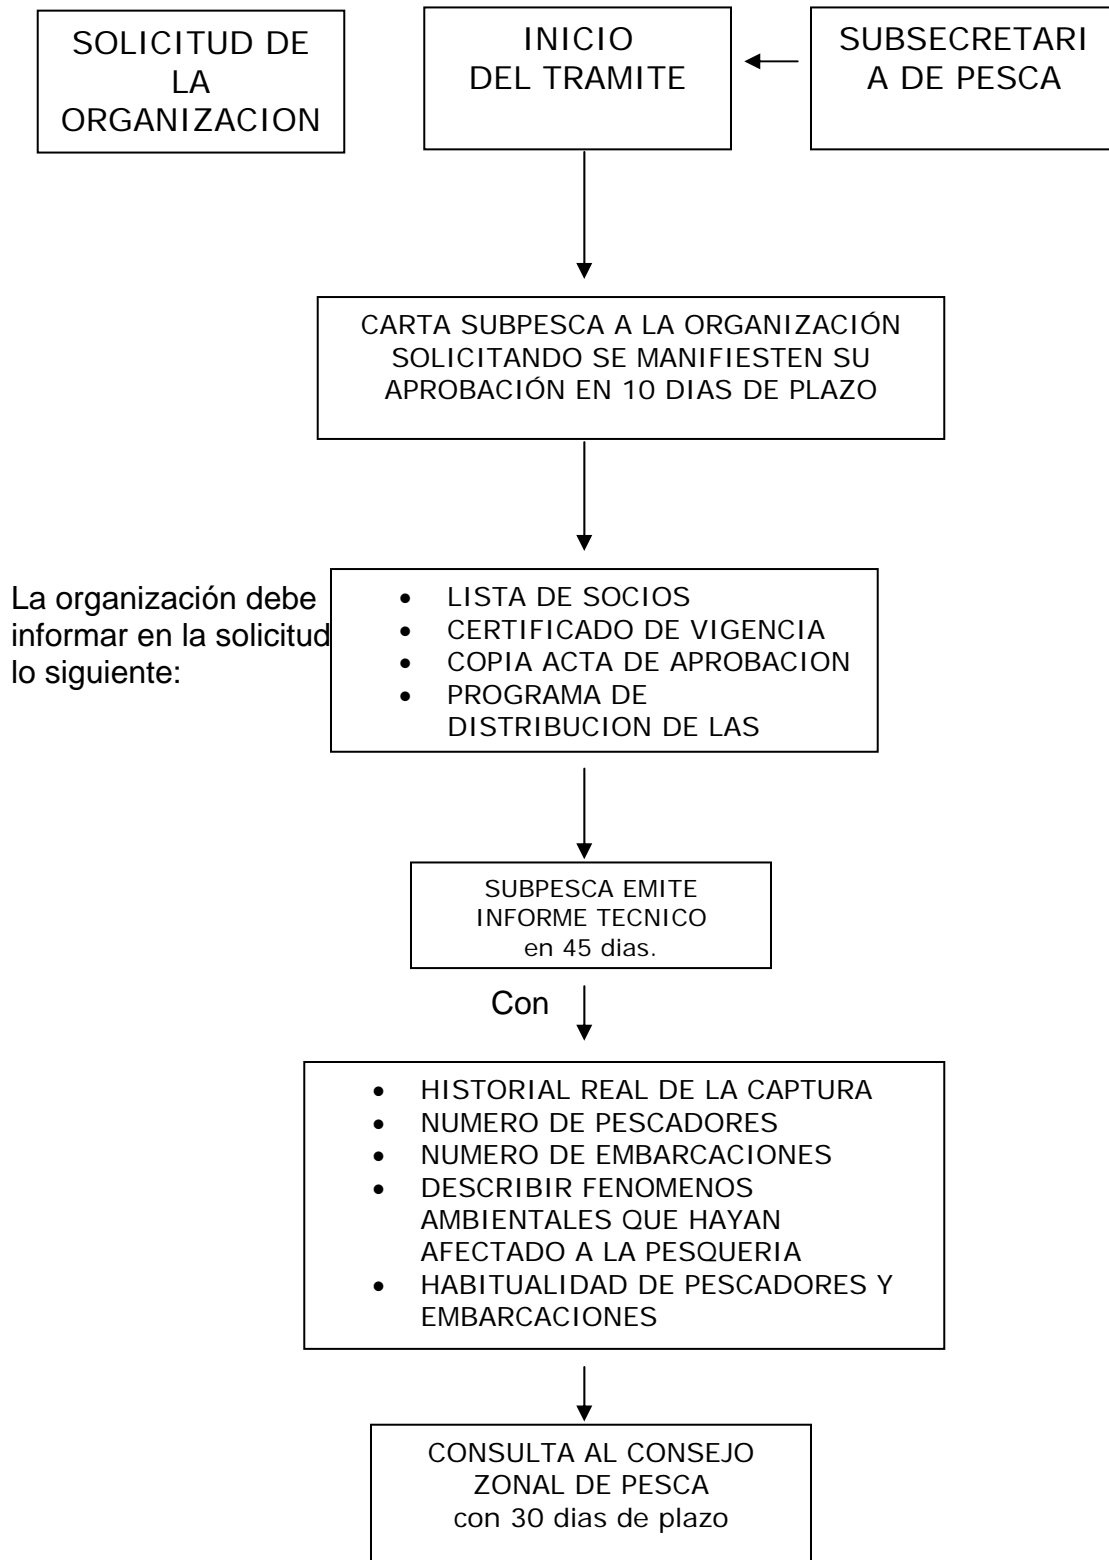 SOLICITUD DE
LA
ORGANIZACION
INICIO
DEL TRAMITE
SUBSECRETARI
A DE PESCA
CARTA SUBPESCA A LA ORGANIZACIÓN
SOLICITANDO SE MANIFIESTEN SU
APROBACIÓN EN 10 DIAS DE PLAZO
La organización debe
informar en la solicitud
lo siguiente:
• LISTA DE SOCIOS
• CERTIFICADO DE VIGENCIA
• COPIA ACTA DE APROBACION
• PROGRAMA DE
DISTRIBUCION DE LAS
SUBPESCA EMITE
INFORME TECNICO
en 45 dias.
Con
• HISTORIAL REAL DE LA CAPTURA
• NUMERO DE PESCADORES
• NUMERO DE EMBARCACIONES
• DESCRIBIR FENOMENOS
AMBIENTALES QUE HAYAN
AFECTADO A LA PESQUERIA
• HABITUALIDAD DE PESCADORES Y
EMBARCACIONES
CONSULTA AL CONSEJO
ZONAL DE PESCA
con 30 dias de plazo